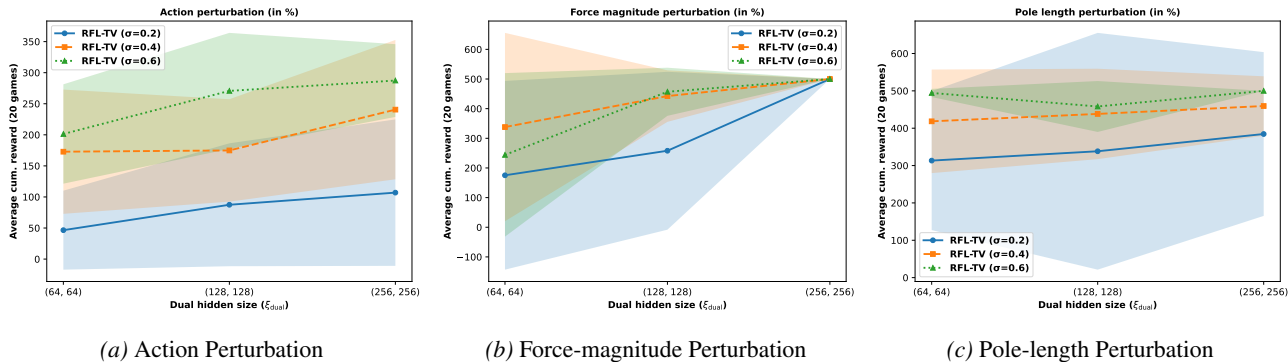 Action perturbation (in %)
Average cum. reward (20 games)
350
300
250
200
150
100
50
0
RFL-TV (σ=0.2)
RFL-TV (σ=0.4)
RFL-TV (σ=0.6)
(64, 64)
(128, 128)
(256, 256)
Dual hidden size (ξdual)
(a) Action Perturbation
Force magnitude perturbation (in %)
Average cum. reward (20 games)
600
500
400
300
200
100
0
−100
RFL-TV (σ=0.2)
RFL-TV (σ=0.4)
RFL-TV (σ=0.6)
(64, 64)
(128, 128)
(256, 256)
Dual hidden size (ξdual)
(b) Force-magnitude Perturbation
Pole length perturbation (in %)
Average cum. reward (20 games)
600
500
400
300
200
100
0
RFL-TV (σ=0.2)
RFL-TV (σ=0.4)
RFL-TV (σ=0.6)
(64, 64)
(128, 128)
(256, 256)
Dual hidden size (ξdual)
(c) Pole-length Perturbation